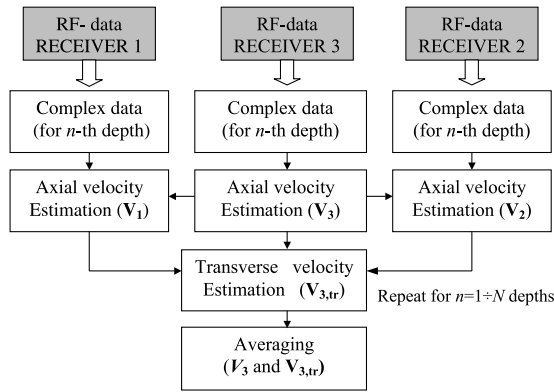 RF- data
RECEIVER 1
RF-data
RECEIVER 3
RF-data
RECEIVER 2
Complex data
(for n-th depth)
Complex data
(for n-th depth)
Complex data
(for n-th depth)
Axial velocity
Estimation (V1)
Axial velocity
Estimation (V3)
Axial velocity
Estimation (V2)
Transverse velocity
Estimation (V3,tr)
Repeat for n=1÷N depths
Averaging
(V3 and V3,tr)